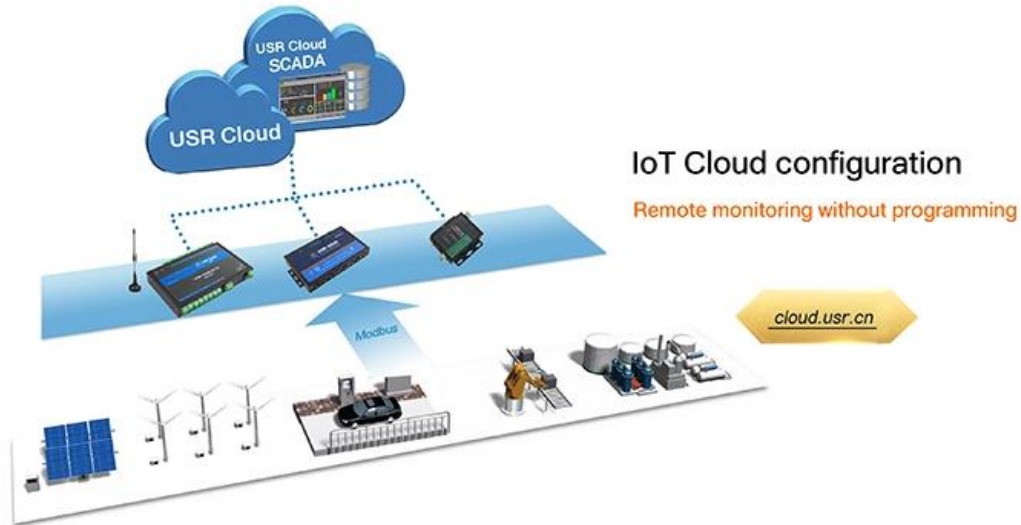 USR Cloud
SCADA
USR Cloud
IoT Cloud configuration
Remote monitoring without programming
cloud.usr.cn
Modbus